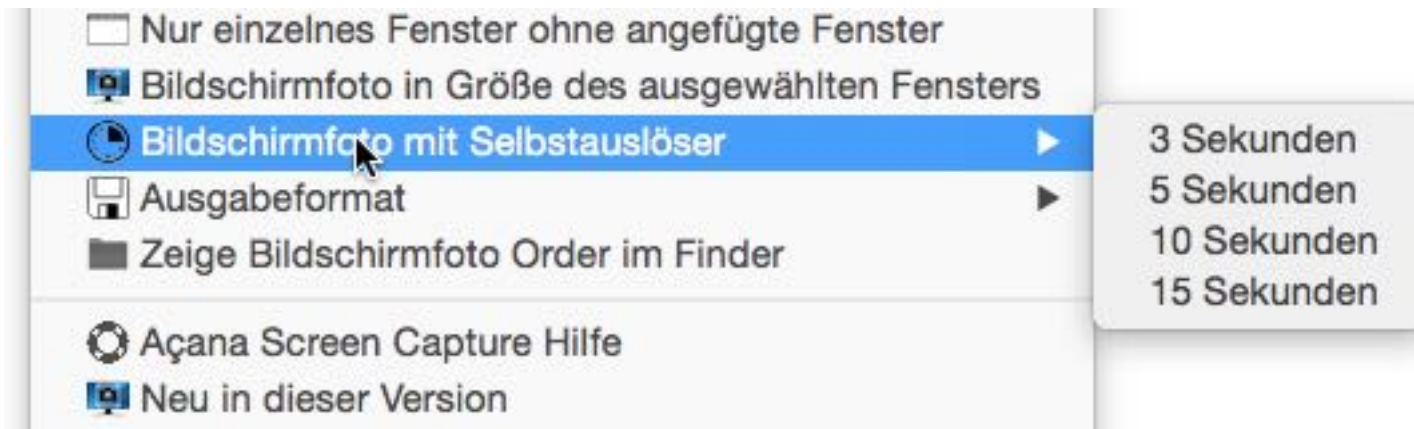 Nur einzelnes Fenster ohne angefügte Fenster
Bildschirmfoto in Größe des ausgewählten Fensters
Bildschirmfoto mit Selbstauslöser
Ausgabeformat
Zeige Bildschirmfoto Order im Finder
Açana Screen Capture Hilfe
Neu in dieser Version
3 Sekunden
5 Sekunden
10 Sekunden
15 Sekunden